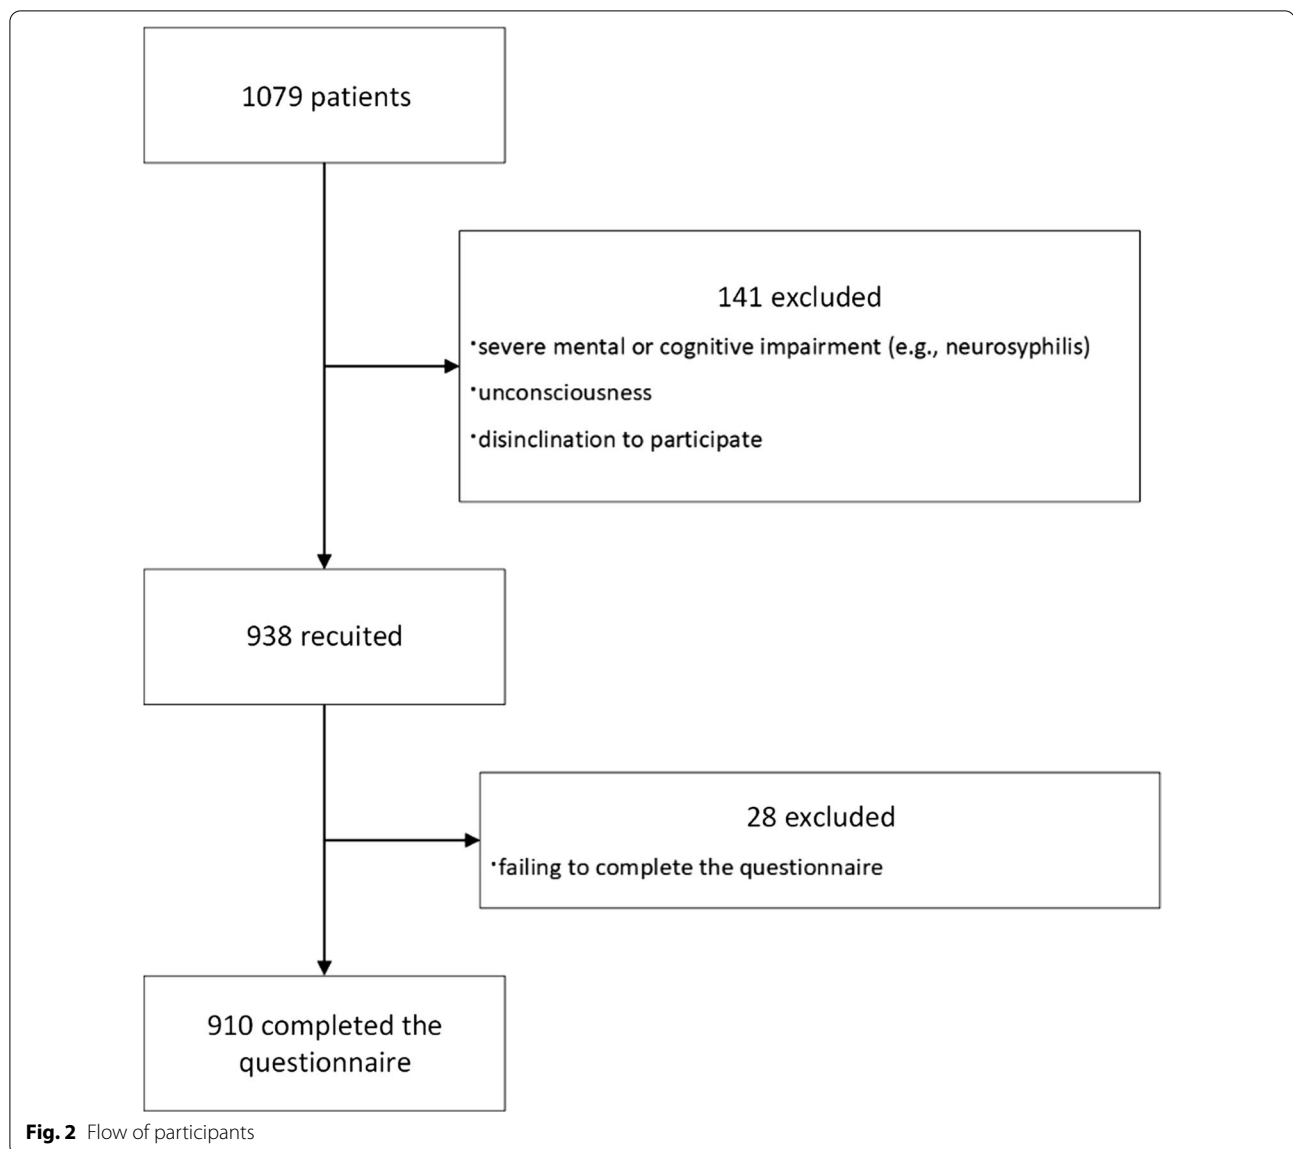 1079 patients
141 excluded
·severe mental or cognitive impairment (e.g., neurosyphilis)
·unconsciousness
·disinclination to participate
938 recuited
28 excluded
·failing to complete the questionnaire
910 completed the
questionnaire
Fig. 2 Flow of participants